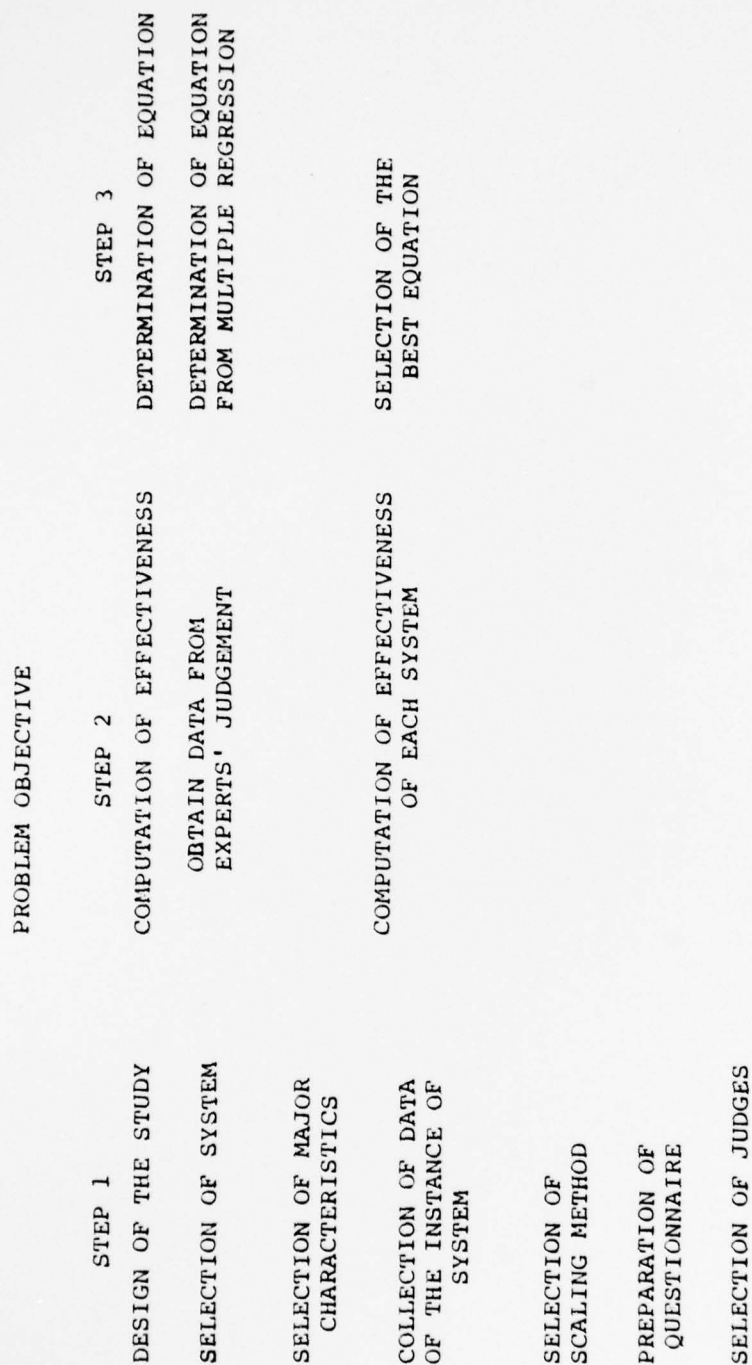 PROBLEM OBJECTIVE
STEP 1
DESIGN OF THE STUDY
SELECTION OF SYSTEM
SELECTION OF MAJOR
CHARACTERISTICS
COLLECTION OF DATA
OF THE INSTANCE OF
SYSTEM
SELECTION OF
SCALING METHOD
PREPARATION OF
QUESTIONNAIRE
SELECTION OF JUDGES
STEP 2
COMPUTATION OF EFFECTIVENESS
OBTAIN DATA FROM
EXPERTS' JUDGEMENT
COMPUTATION OF EFFECTIVENESS
OF EACH SYSTEM
STEP 3
DETERMINATION OF EQUATION
DETERMINATION OF EQUATION
FROM MULTIPLE REGRESSION
SELECTION OF THE
BEST EQUATION